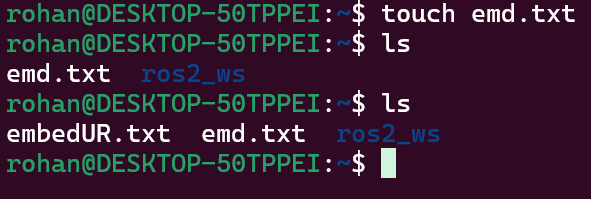 rohan@DESKTOP-50TPPEI:~$ touch emd.txt
rohan@DESKTOP-50TPPEI:~$ ls
emd.txt  ros2_ws
rohan@DESKTOP-50TPPEI:~$ ls
embedUR.txt  emd.txt  ros2_ws
rohan@DESKTOP-50TPPEI:~$